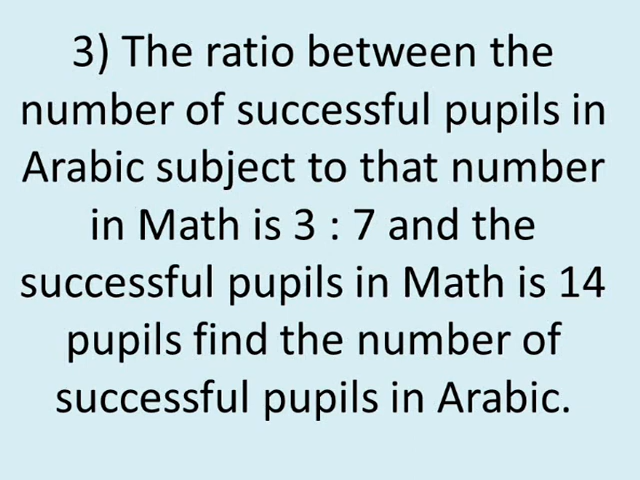 3) The ratio between the
number of successful pupils in
Arabic subject to that number
in Math is 3 : 7 and the
successful pupils in Math is 14
pupils find the number of
successful pupils in Arabic.